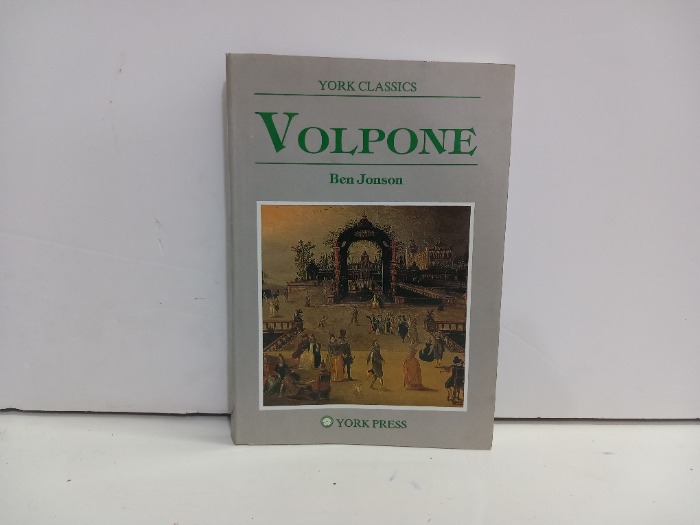 YORK CLASSICS
VOLPONE
Ben Jonson
YORK PRESS